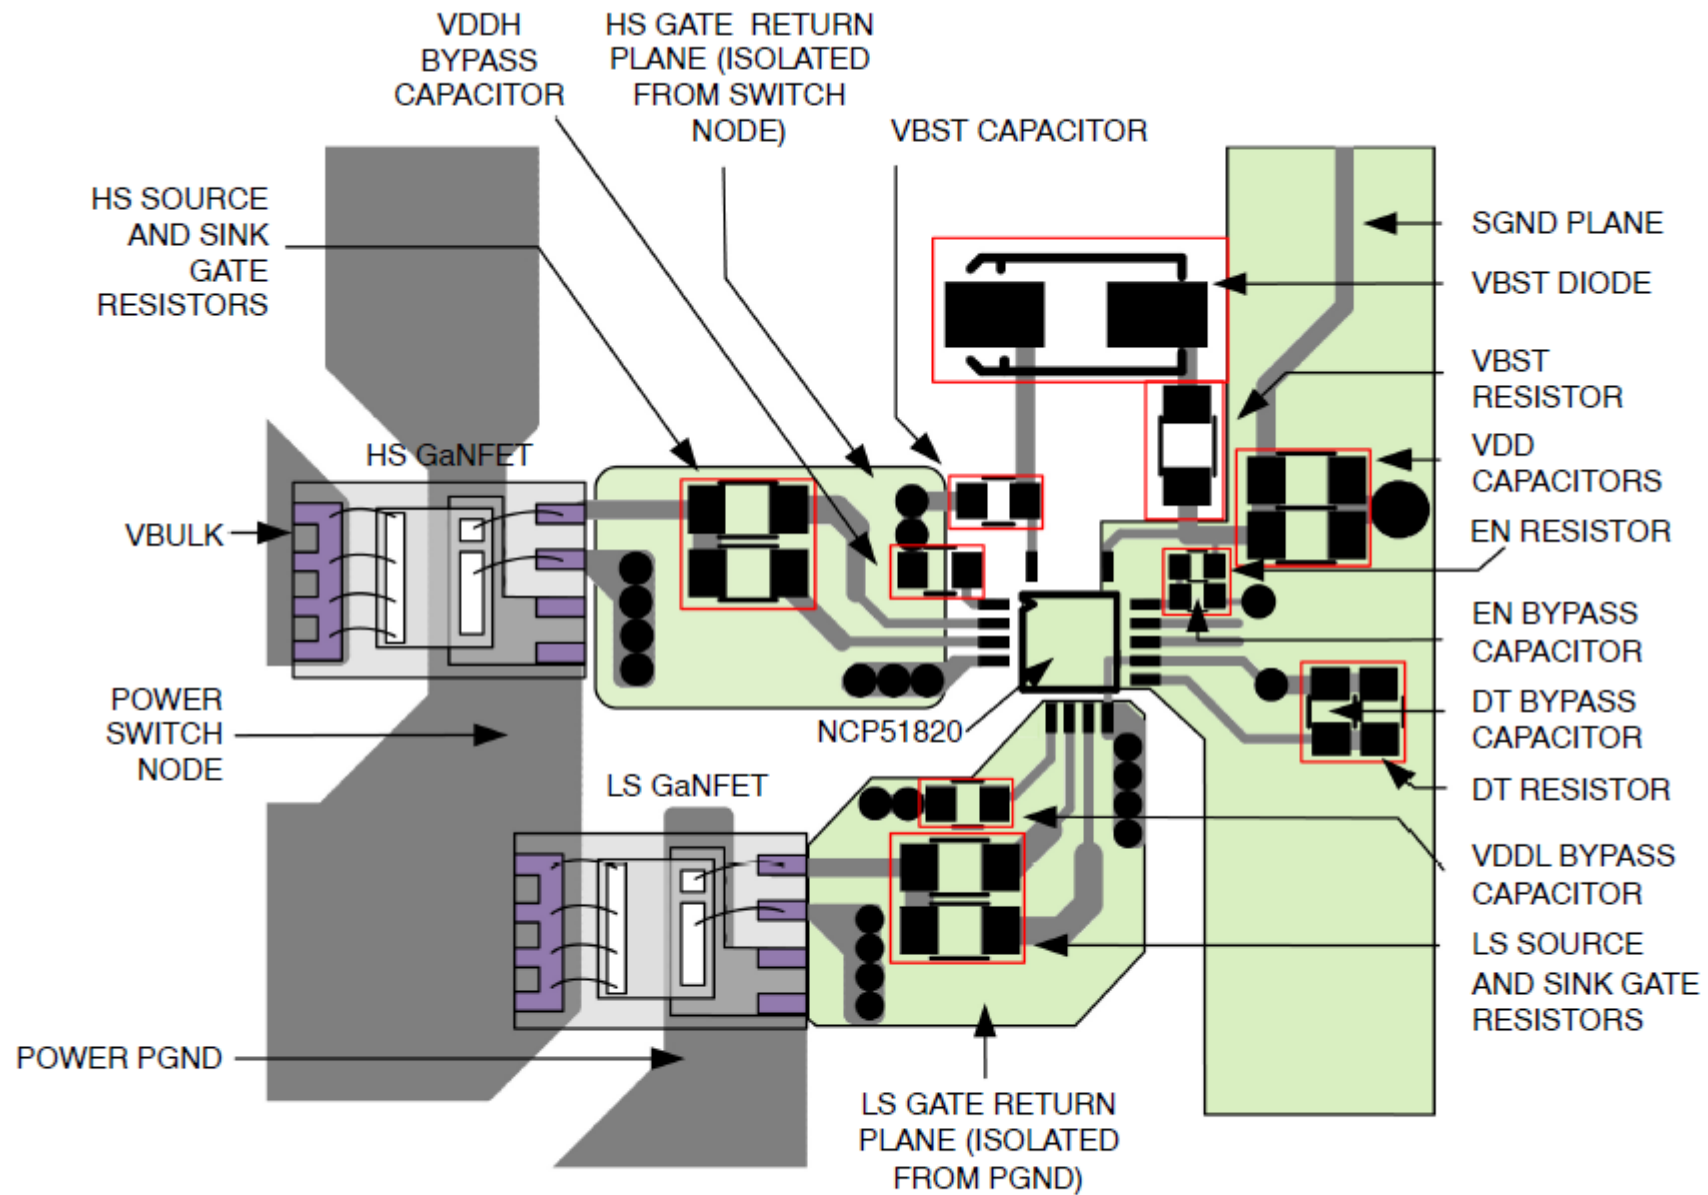 VDDH
BYPASS
CAPACITOR
HS GATE RETURN
PLANE (ISOLATED
FROM SWITCH
NODE)
VBST CAPACITOR
HS SOURCE
AND SINK
GATE
RESISTORS
SGND PLANE
VBST DIODE
VBST
RESISTOR
HS GaNFET
VDD
CAPACITORS
VBULK
EN RESISTOR
EN BYPASS
CAPACITOR
POWER
SWITCH
NODE
NCP51820
DT BYPASS
CAPACITOR
LS GaNFET
DT RESISTOR
VDDL BYPASS
CAPACITOR
LS SOURCE
AND SINK GATE
RESISTORS
POWER PGND
LS GATE RETURN
PLANE (ISOLATED
FROM PGND)